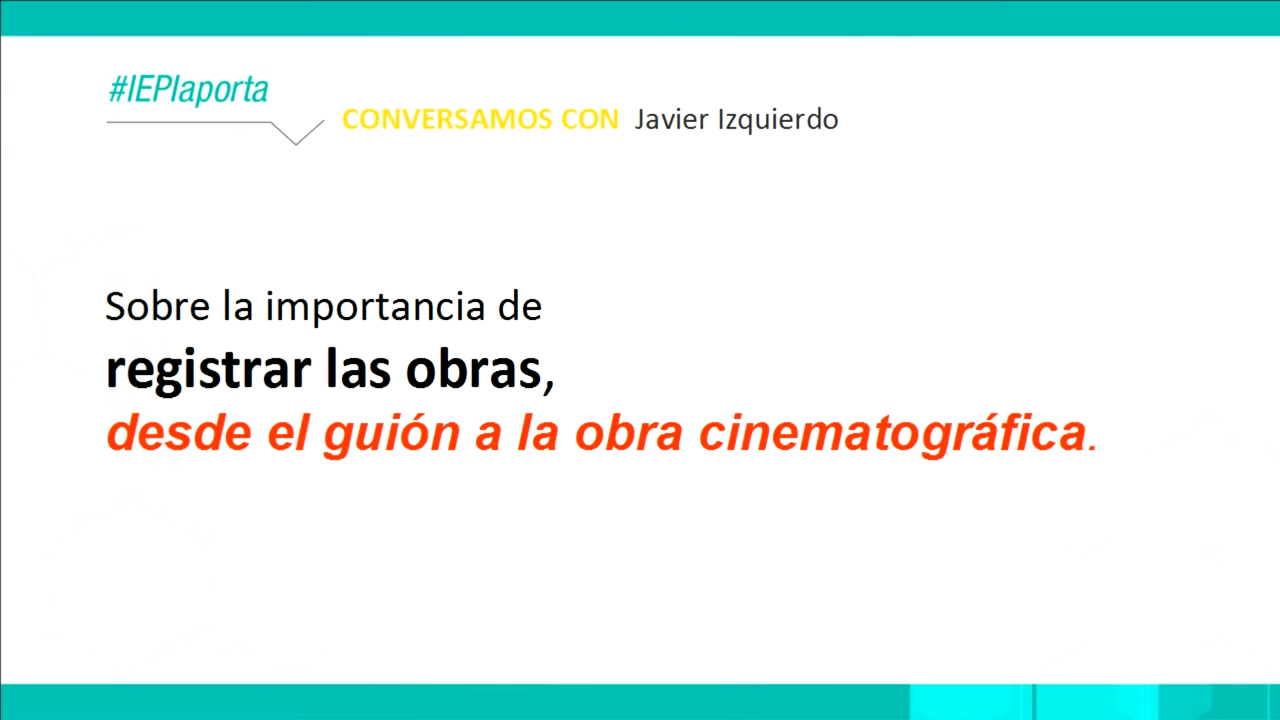 #IEPIaporta
CONVERSAMOS CON Javier Izquierdo
Sobre la importancia de
registrar las obras,
desde el guión a la obra cinematográfica.